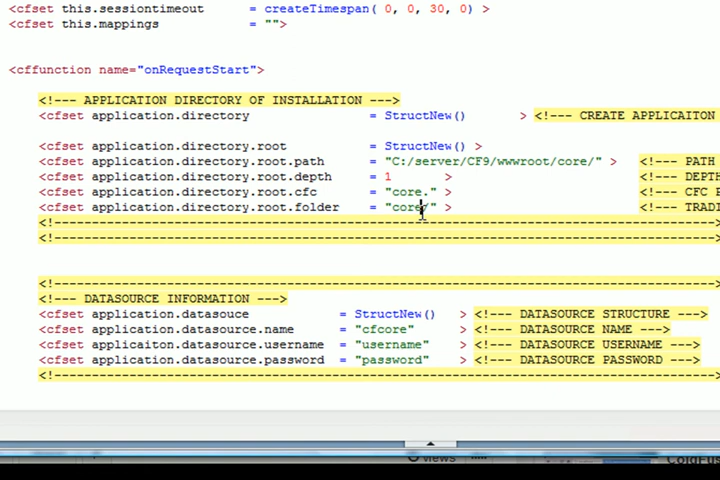 <cfset this.sessiontimeout = createTimespan( 0, 0, 30, 0) >
<cfset this.mappings = "">
<cffunction name="onRequestStart">
<!--- APPLICATION DIRECTORY OF INSTALLATION --->
<cfset application.directory = StructNew() > <!--- CREATE APPLICAITON
<cfset application.directory.root = StructNew() >
<cfset application.directory.root.path = "C:/server/CF9/wwwroot/core/" > <!--- PATH
<cfset application.directory.root.depth = 1 > <!--- DEPTH
<cfset application.directory.root.cfc = "core." > <!--- CFC P
<cfset application.directory.root.folder = "core/" > <!--- TRADI
<!----------------------------------------------------------------------------------------->
<!----------------------------------------------------------------------------------------->
<!----------------------------------------------------------------------------------------->
<!--- DATASOURCE INFORMATION --->
<cfset application.datasouce = StructNew() > <!--- DATASOURCE STRUCTURE --->
<cfset application.datasource.name = "cfcore" > <!--- DATASOURCE NAME --->
<cfset applicaiton.datasource.username = "username" > <!--- DATASOURCE USERNAME --->
<cfset application.datasource.password = "password" > <!--- DATASOURCE PASSWORD --->
<!----------------------------------------------------------------------------------------->
views
ColdFus